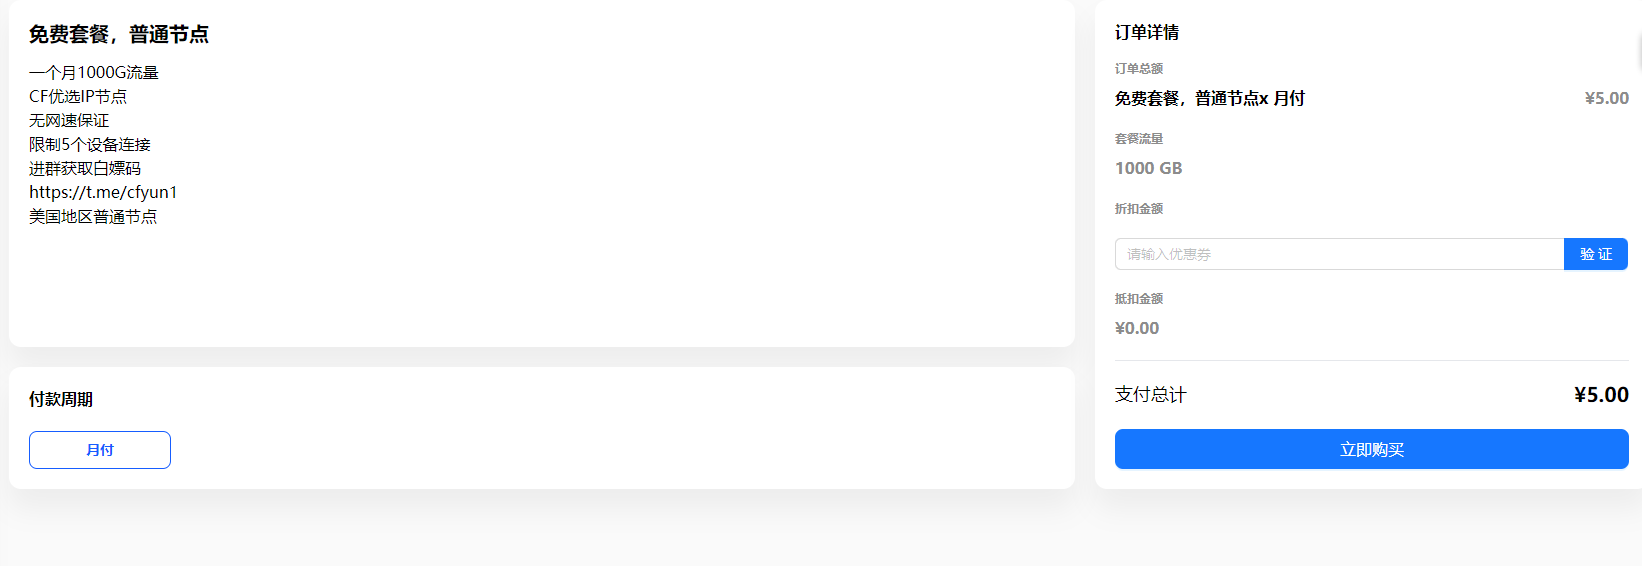 免费套餐，普通节点
一个月1000G流量
CF优选IP节点
无网速保证
限制5个设备连接
进群获取白嫖码
https://t.me/cfyun1
美国地区普通节点
付款周期
月付
订单详情
订单总额
免费套餐，普通节点x 月付 ¥5.00
套餐流量
1000 GB
折扣金额
请输入优惠券 验 证
抵扣金额
¥0.00
支付总计 ¥5.00
立即购买